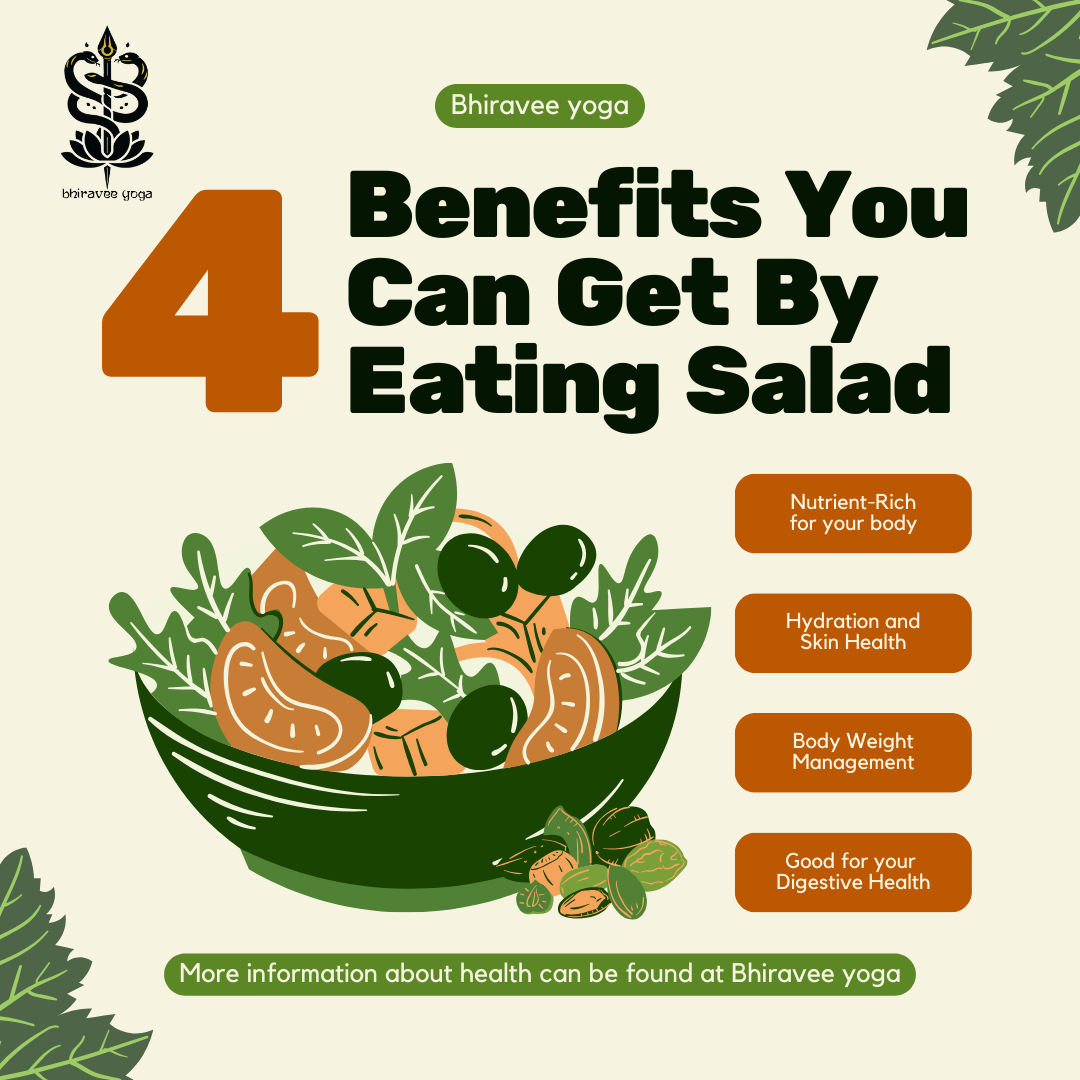 bhiravee yoga
Bhiravee yoga
4
Benefits You
Can Get By
Eating Salad
Nutrient-Rich
for your body
Hydration and
Skin Health
Body Weight
Management
Good for your
Digestive Health
More information about health can be found at Bhiravee yoga